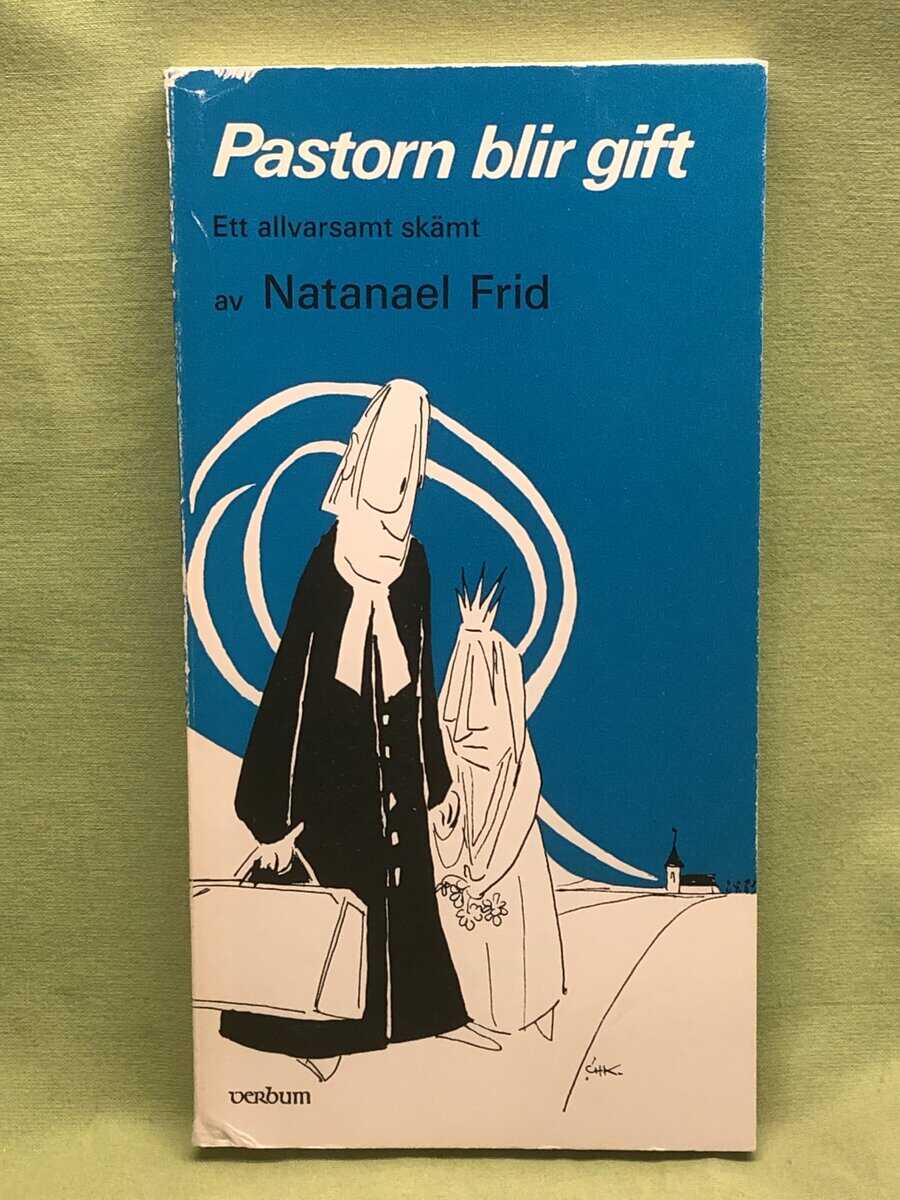 Pastorn blir gift
Ett allvarsamt skämt
av Natanael Frid
verbum